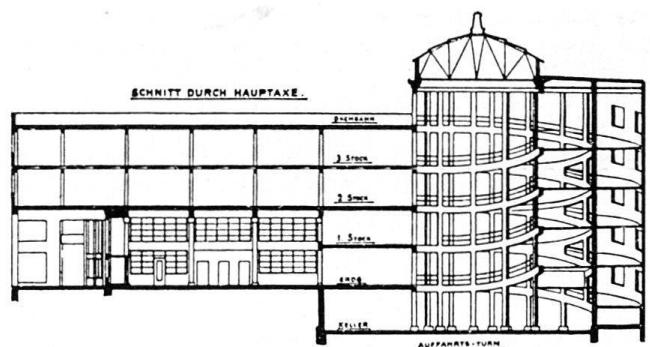 SCHNITT DURCH HAUPTAXE.
DACHBAHN
3 STOCK
2 STOCK
1 STOCK
ERDG
KELLER
AUFFAHRTS-TURM